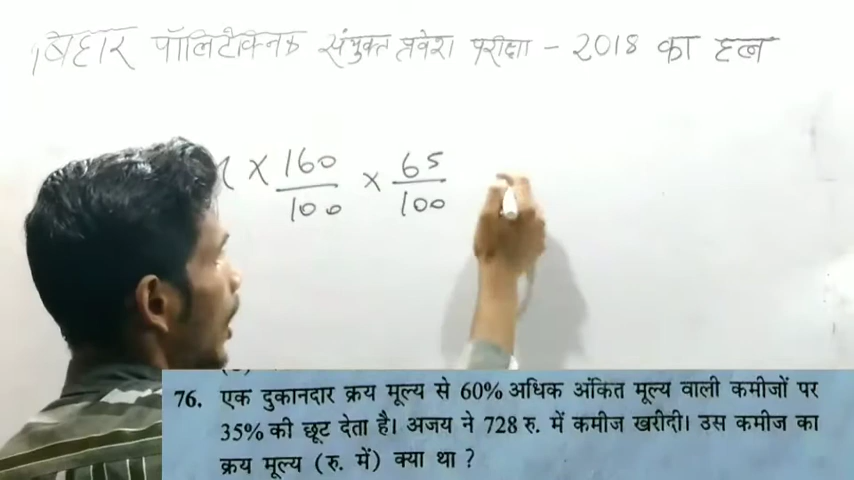 बिहार पॉलिटेक्निक संयुक्त प्रवेश परीक्षा - 2018 का हल
× 160/100 × 65/100
76. एक दुकानदार क्रय मूल्य से 60% अधिक अंकित मूल्य वाली कमीजों पर
35% की छूट देता है। अजय ने 728 रु. में कमीज खरीदी। उस कमीज का
क्रय मूल्य (रु. में) क्या था ?